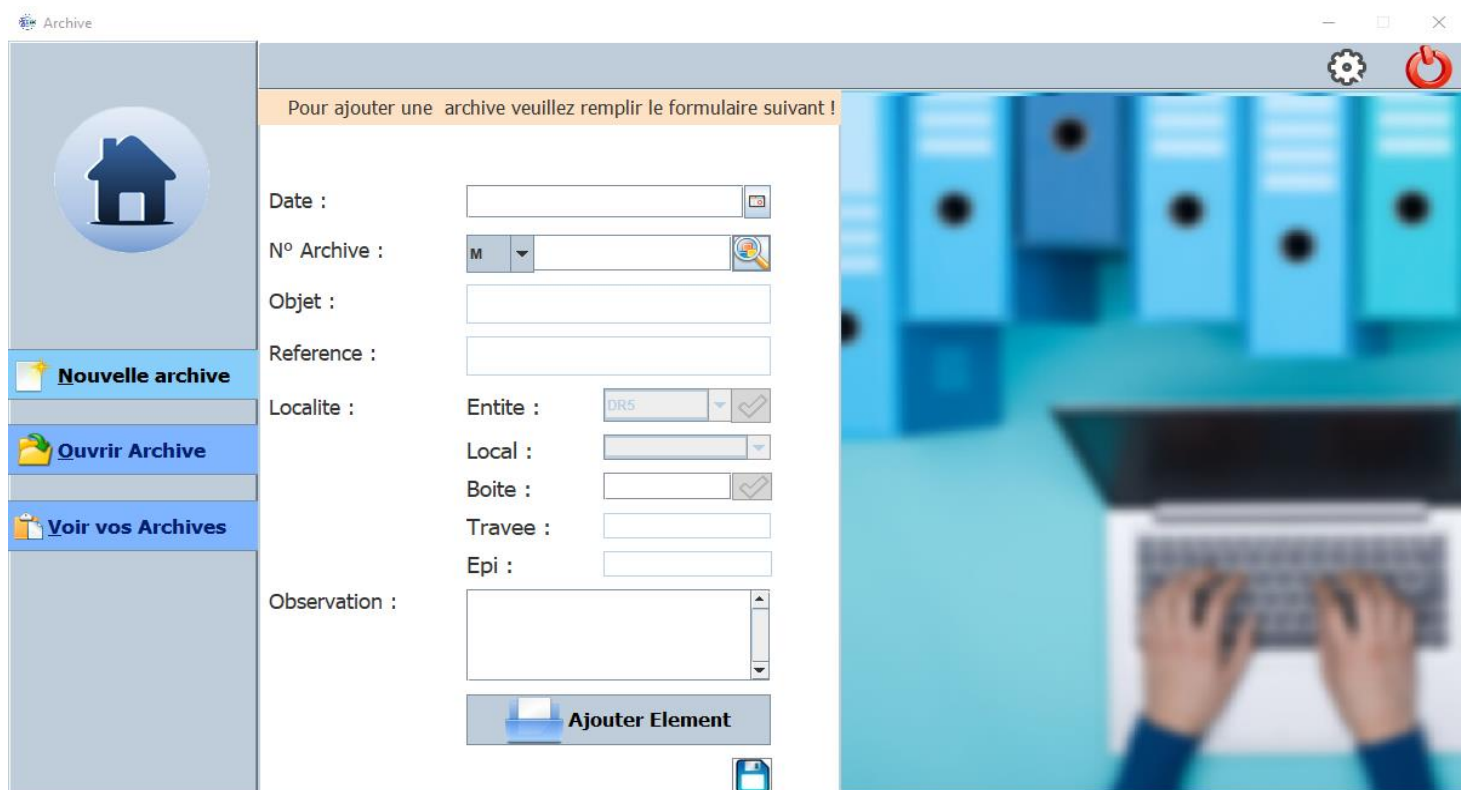 Archive
Pour ajouter une archive veuillez remplir le formulaire suivant !
Date :
N° Archive :
M
Objet :
Reference :
Nouvelle archive
Localite :
Entite :
DR5
Ouvrir Archive
Local :
Boite :
Voir vos Archives
Travee :
Epi :
Observation :
Ajouter Element